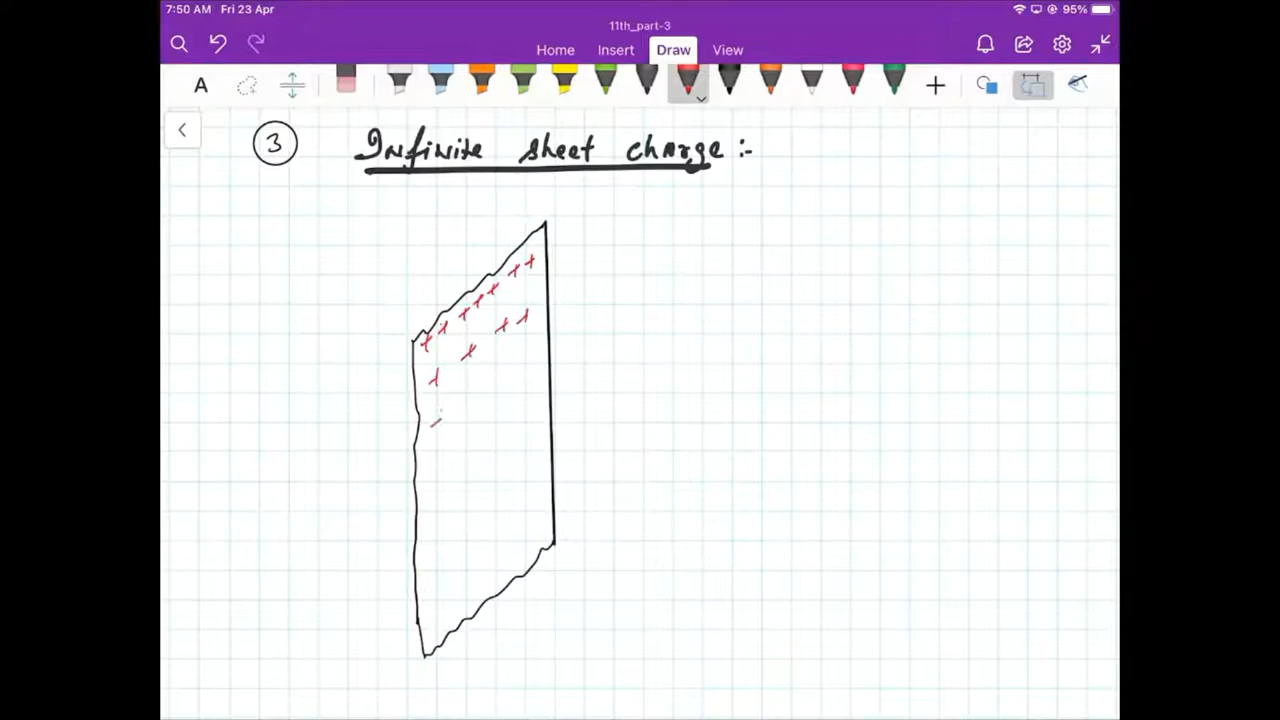 7:50 AM Fri 23 Apr
95%
11th_part-3
Home Insert Draw View
A
3 Infinite sheet charge :-